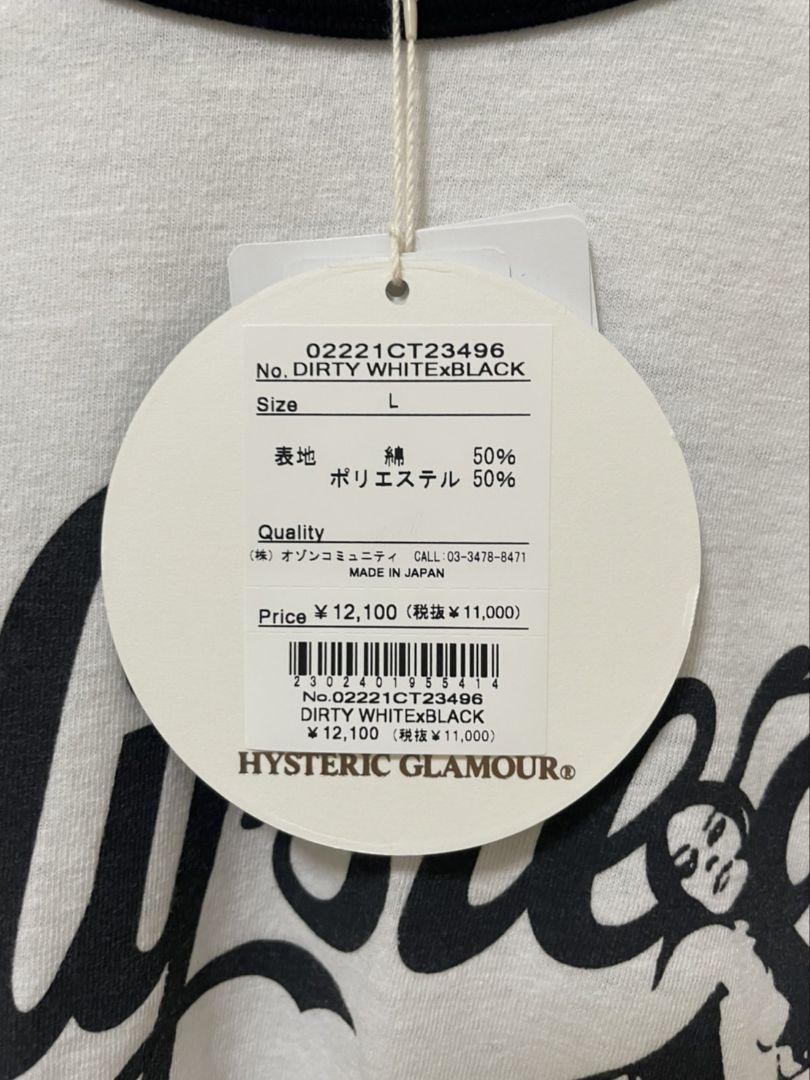 02221CT23496
No. DIRTY WHITExBLACK
Size L
表地 綿 50%
ポリエステル 50%
Quality
(株) オゾンコミュニティ CALL:03-3478-8471
MADE IN JAPAN
Price ¥12,100 (税抜¥11,000)
2302401955414
No.02221CT23496
DIRTY WHITExBLACK
¥12,100 (税抜¥11,000)
HYSTERIC GLAMOUR®